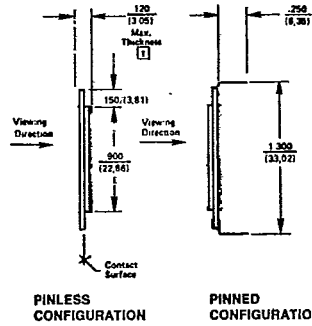 .120
(3.05)
Max.
Thickness
1
.250
(6,35)
.150/(3,81)
Viewing
Direction
Viewing
Direction
.900
(22,86)
1.300
(33,02)
Contact
Surface
PINLESS
CONFIGURATION
PINNED
CONFIGURATIO